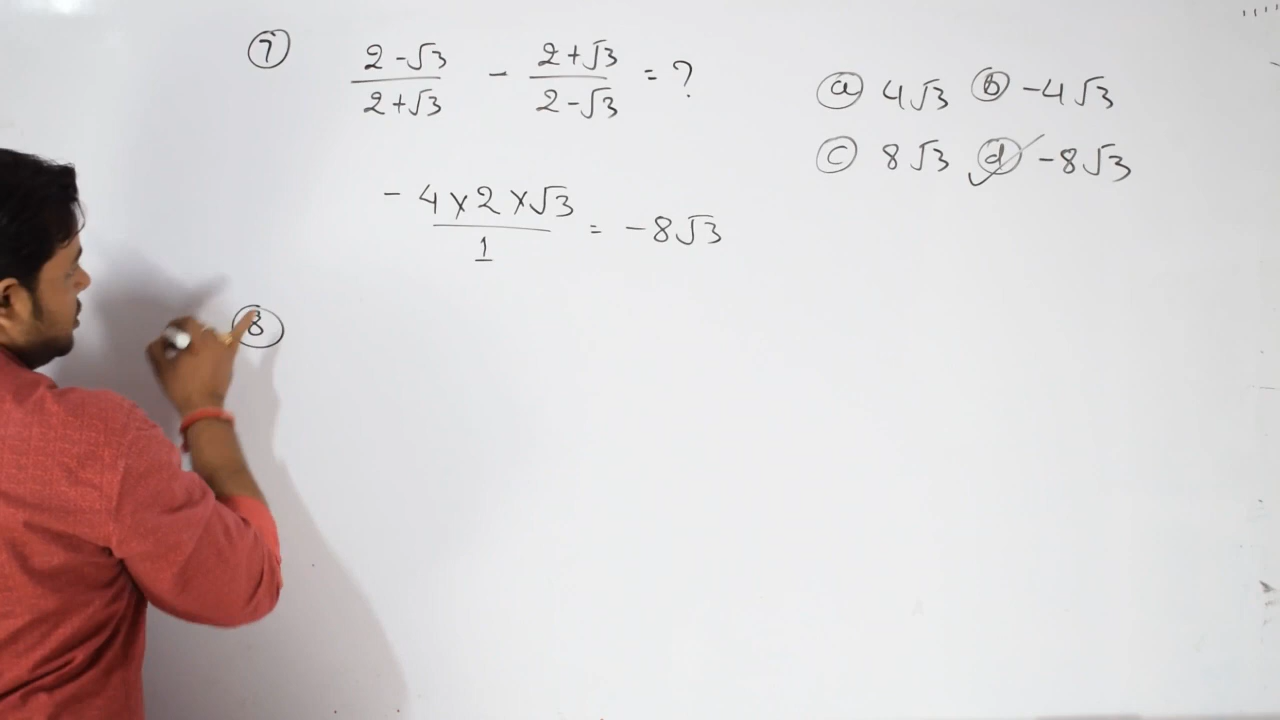 ⑦ (2-√3)/(2+√3) - (2+√3)/(2-√3) = ?
ⓐ 4√3 ⓑ -4√3
ⓒ 8√3 ⓓ -8√3
- (4×2×√3)/1 = -8√3
⑧